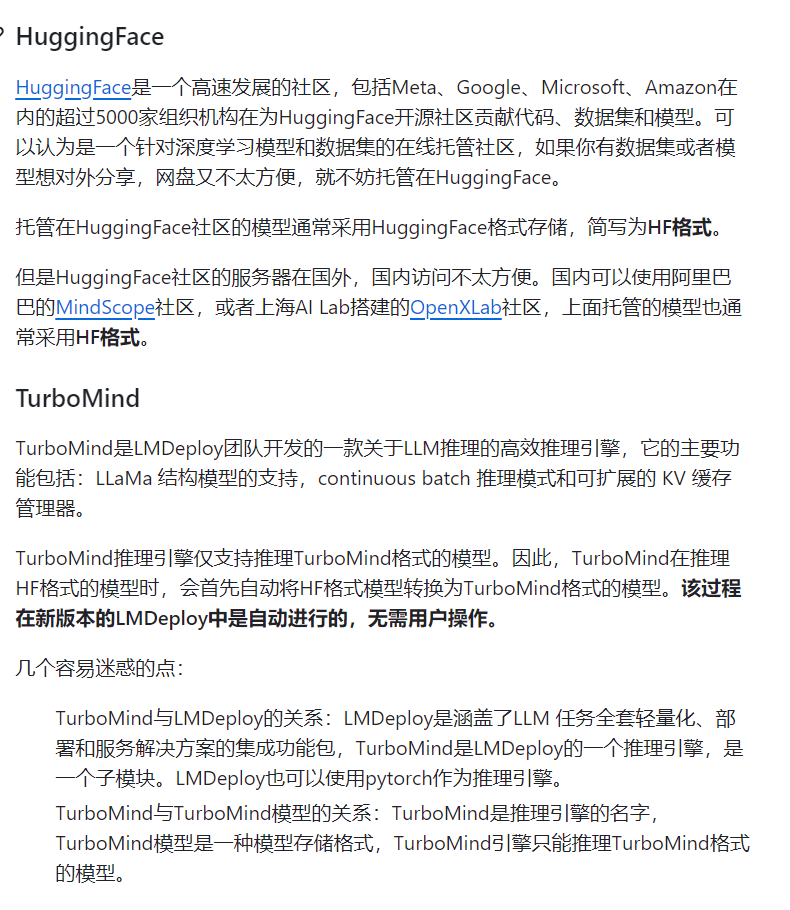 HuggingFace
HuggingFace是一个高速发展的社区，包括Meta、Google、Microsoft、Amazon在
内的超过5000家组织机构在为HuggingFace开源社区贡献代码、数据集和模型。可
以认为是一个针对深度学习模型和数据集的在线托管社区，如果你有数据集或者模
型想对外分享，网盘又不太方便，就不妨托管在HuggingFace。
托管在HuggingFace社区的模型通常采用HuggingFace格式存储，简写为HF格式。
但是HuggingFace社区的服务器在国外，国内访问不太方便。国内可以使用阿里巴
巴的MindScope社区，或者上海AI Lab搭建的OpenXLab社区，上面托管的模型也通
常采用HF格式。
TurboMind
TurboMind是LMDeploy团队开发的一款关于LLM推理的高效推理引擎，它的主要功
能包括：LLaMa 结构模型的支持，continuous batch 推理模式和可扩展的 KV 缓存
管理器。
TurboMind推理引擎仅支持推理TurboMind格式的模型。因此，TurboMind在推理
HF格式的模型时，会首先自动将HF格式模型转换为TurboMind格式的模型。该过程
在新版本的LMDeploy中是自动进行的，无需用户操作。
几个容易迷惑的点：
TurboMind与LMDeploy的关系：LMDeploy是涵盖了LLM 任务全套轻量化、部
署和服务解决方案的集成功能包，TurboMind是LMDeploy的一个推理引擎，是
一个子模块。LMDeploy也可以使用pytorch作为推理引擎。
TurboMind与TurboMind模型的关系：TurboMind是推理引擎的名字，
TurboMind模型是一种模型存储格式，TurboMind引擎只能推理TurboMind格式
的模型。